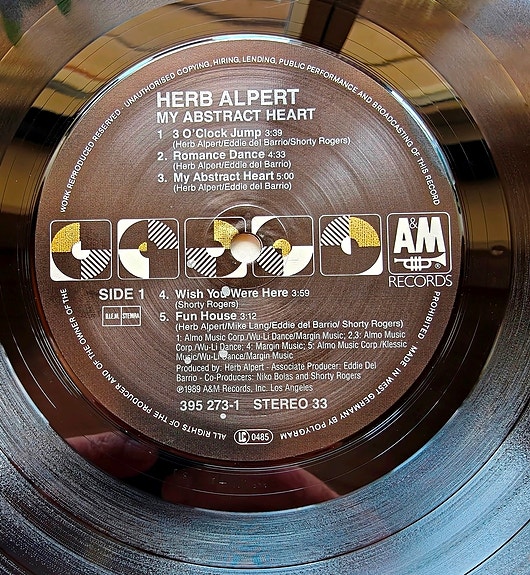 WORK REPRODUCED RESERVED · UNAUTHORISED COPYING, HIRING, LENDING, PUBLIC PERFORMANCE AND BROADCASTING OF THIS RECORD
HERB ALPERT
MY ABSTRACT HEART
1 3 O'Clock Jump 3:39
(Herb Alpert/Eddie del Barrio/Shorty Rogers)
2. Romance Dance 4:33
(Herb Alpert/Eddie del Barrio)
3. My Abstract Heart 5:00
(Herb Alpert/Eddie del Barrio)
A&M
RECORDS
SIDE 1
B.I.E.M. STEMRA
4. Wish You Were Here 3:59
(Shorty Rogers)
5. Fun House 3:12
(Herb Alpert/Mike Lang/Eddie del Barrio/ Shorty Rogers)
1: Almo Music Corp./Wu-Li Dance/Margin Music; 2,3: Almo Music
Corp./Wu-Li Dance; 4: Margin Music; 5: Almo Music Corp/Klessic
Music/Wu-Li Dance/Margin Music
Produced by: Herb Alpert - Associate Producer: Eddie Del
Barrio - Co-Producers: Niko Bolas and Shorty Rogers
℗1989 A&M Records, Inc. Los Angeles
395 273-1 STEREO 33
LC 0485
PROHIBITED · MADE IN WEST GERMANY BY POLYGRAM
ALL RIGHTS OF THE PRODUCER AND OF THE OWNER OF THE